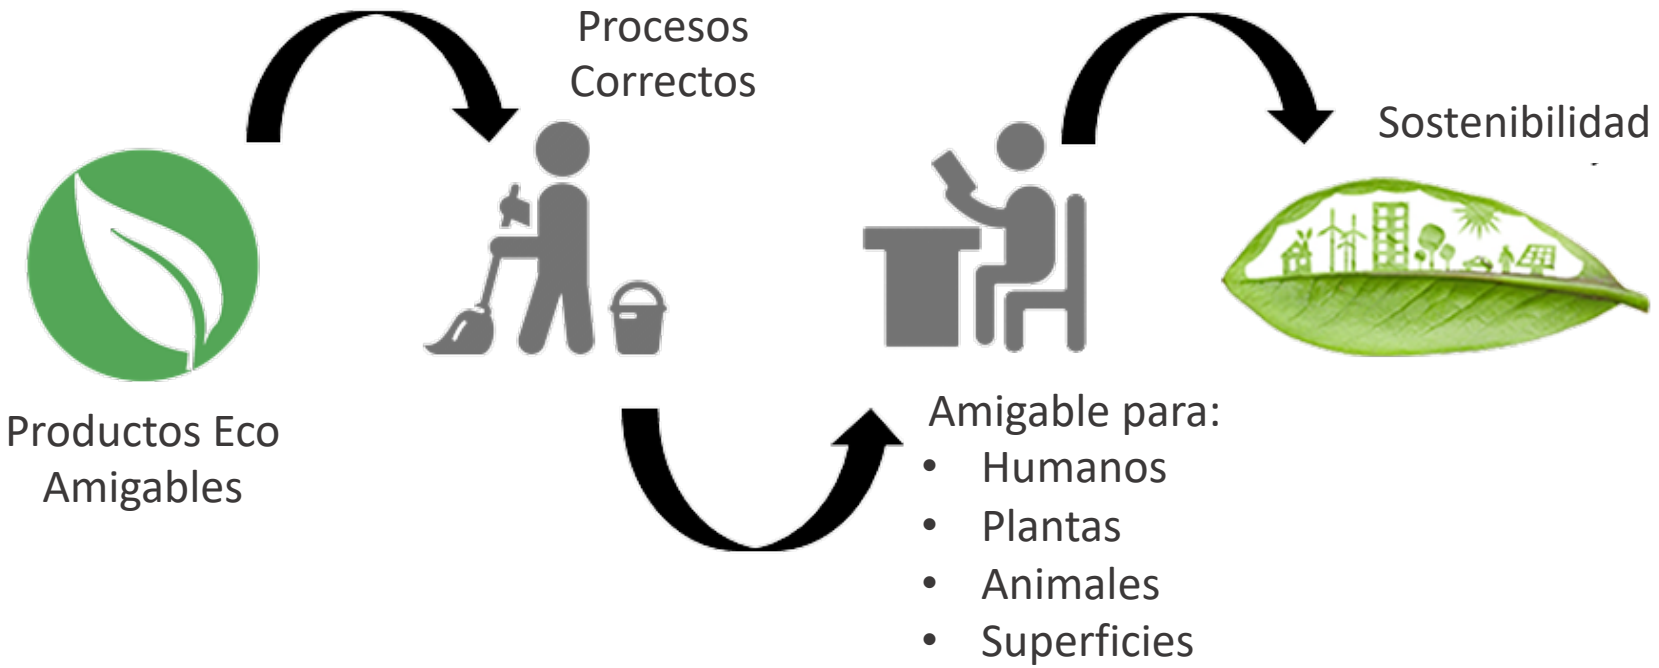 Procesos
Correctos
Sostenibilidad
Productos Eco
Amigables
Amigable para:
• Humanos
• Plantas
• Animales
• Superficies